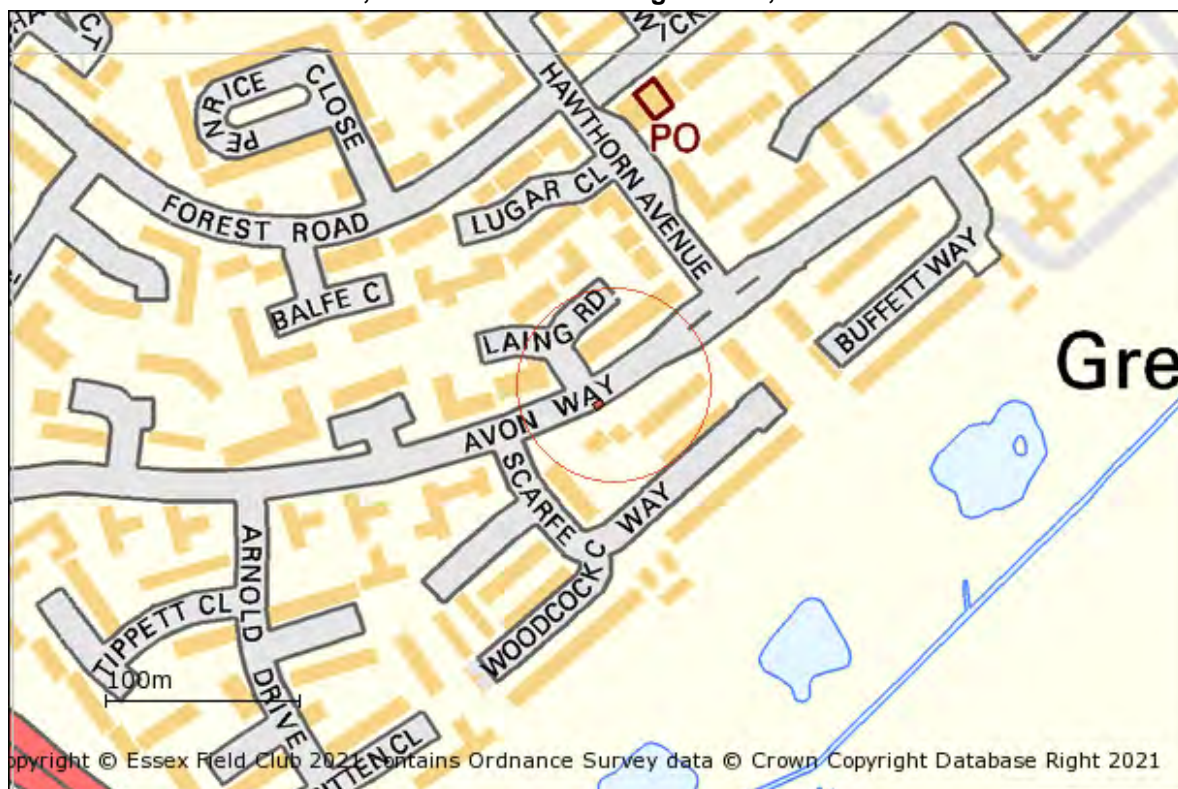 PENRICE CLOSE
HAWTHORN AVENUE
PO
FOREST ROAD
LUGAR CL
BALFE C
LAING RD
BUFFETT WAY
Gre
AVON WAY
SCARFE
WAY
WOODCOCK C
ARNOLD DRIVE
TIPPETT CL
100m
opyright © Essex Field Club 2021 Contains Ordnance Survey data © Crown Copyright Database Right 2021